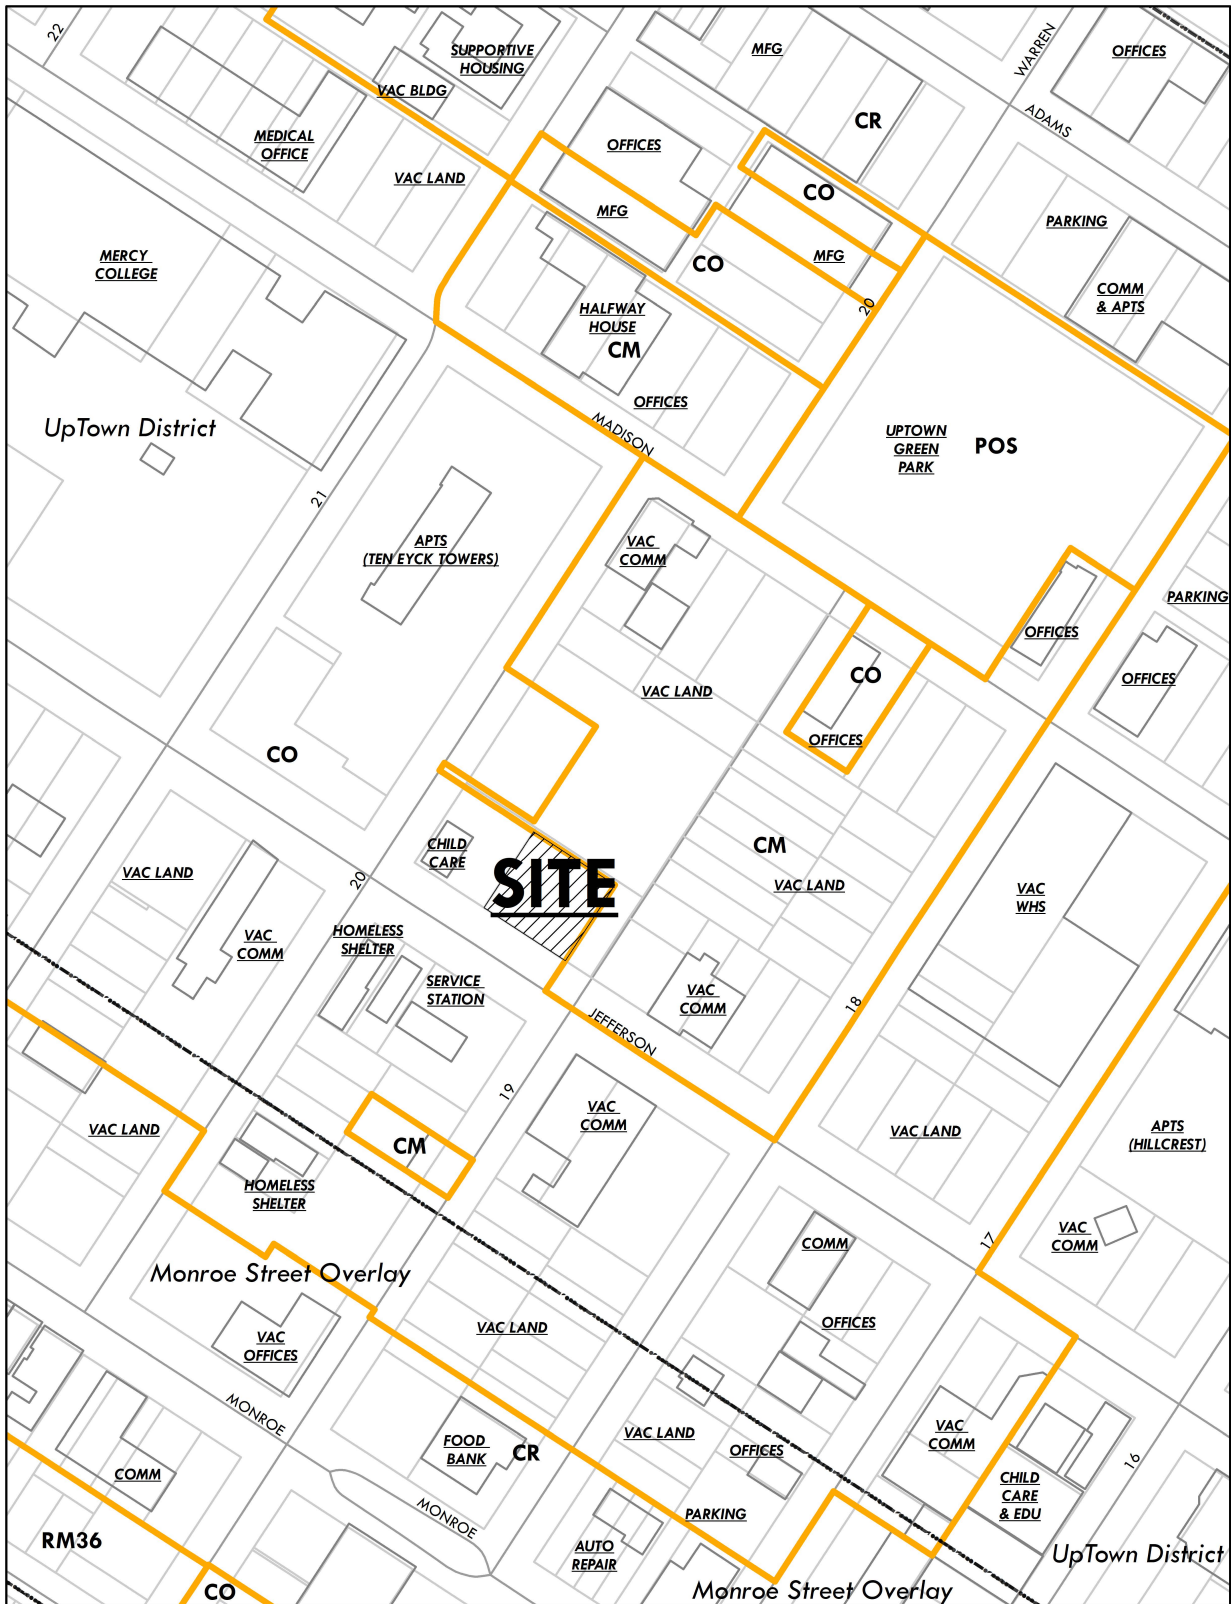 22
SUPPORTIVE
HOUSING
MFG
WARREN
OFFICES
VAC BLDG
CR
ADAMS
MEDICAL
OFFICE
OFFICES
VAC LAND
CO
MFG
PARKING
MERCY
COLLEGE
CO
MFG
COMM
& APTS
20
HALFWAY
HOUSE
CM
OFFICES
MADISON
UpTown District
UPTOWN
GREEN
PARK
POS
21
APTS
(TEN EYCK TOWERS)
VAC
COMM
PARKING
OFFICES
CO
OFFICES
VAC LAND
OFFICES
CO
CHILD
CARE
CM
VAC LAND
SITE
VAC LAND
20
VAC
WHS
HOMELESS
SHELTER
VAC
COMM
SERVICE
STATION
VAC
COMM
18
JEFFERSON
19
VAC
COMM
VAC LAND
CM
VAC LAND
APTS
(HILLCREST)
HOMELESS
SHELTER
VAC
COMM
17
COMM
Monroe Street Overlay
OFFICES
VAC LAND
VAC
OFFICES
MONROE
FOOD
BANK
CR
VAC LAND
OFFICES
VAC
COMM
16
COMM
CHILD
CARE
& EDU
MONROE
PARKING
RM36
AUTO
REPAIR
UpTown District
CO
Monroe Street Overlay